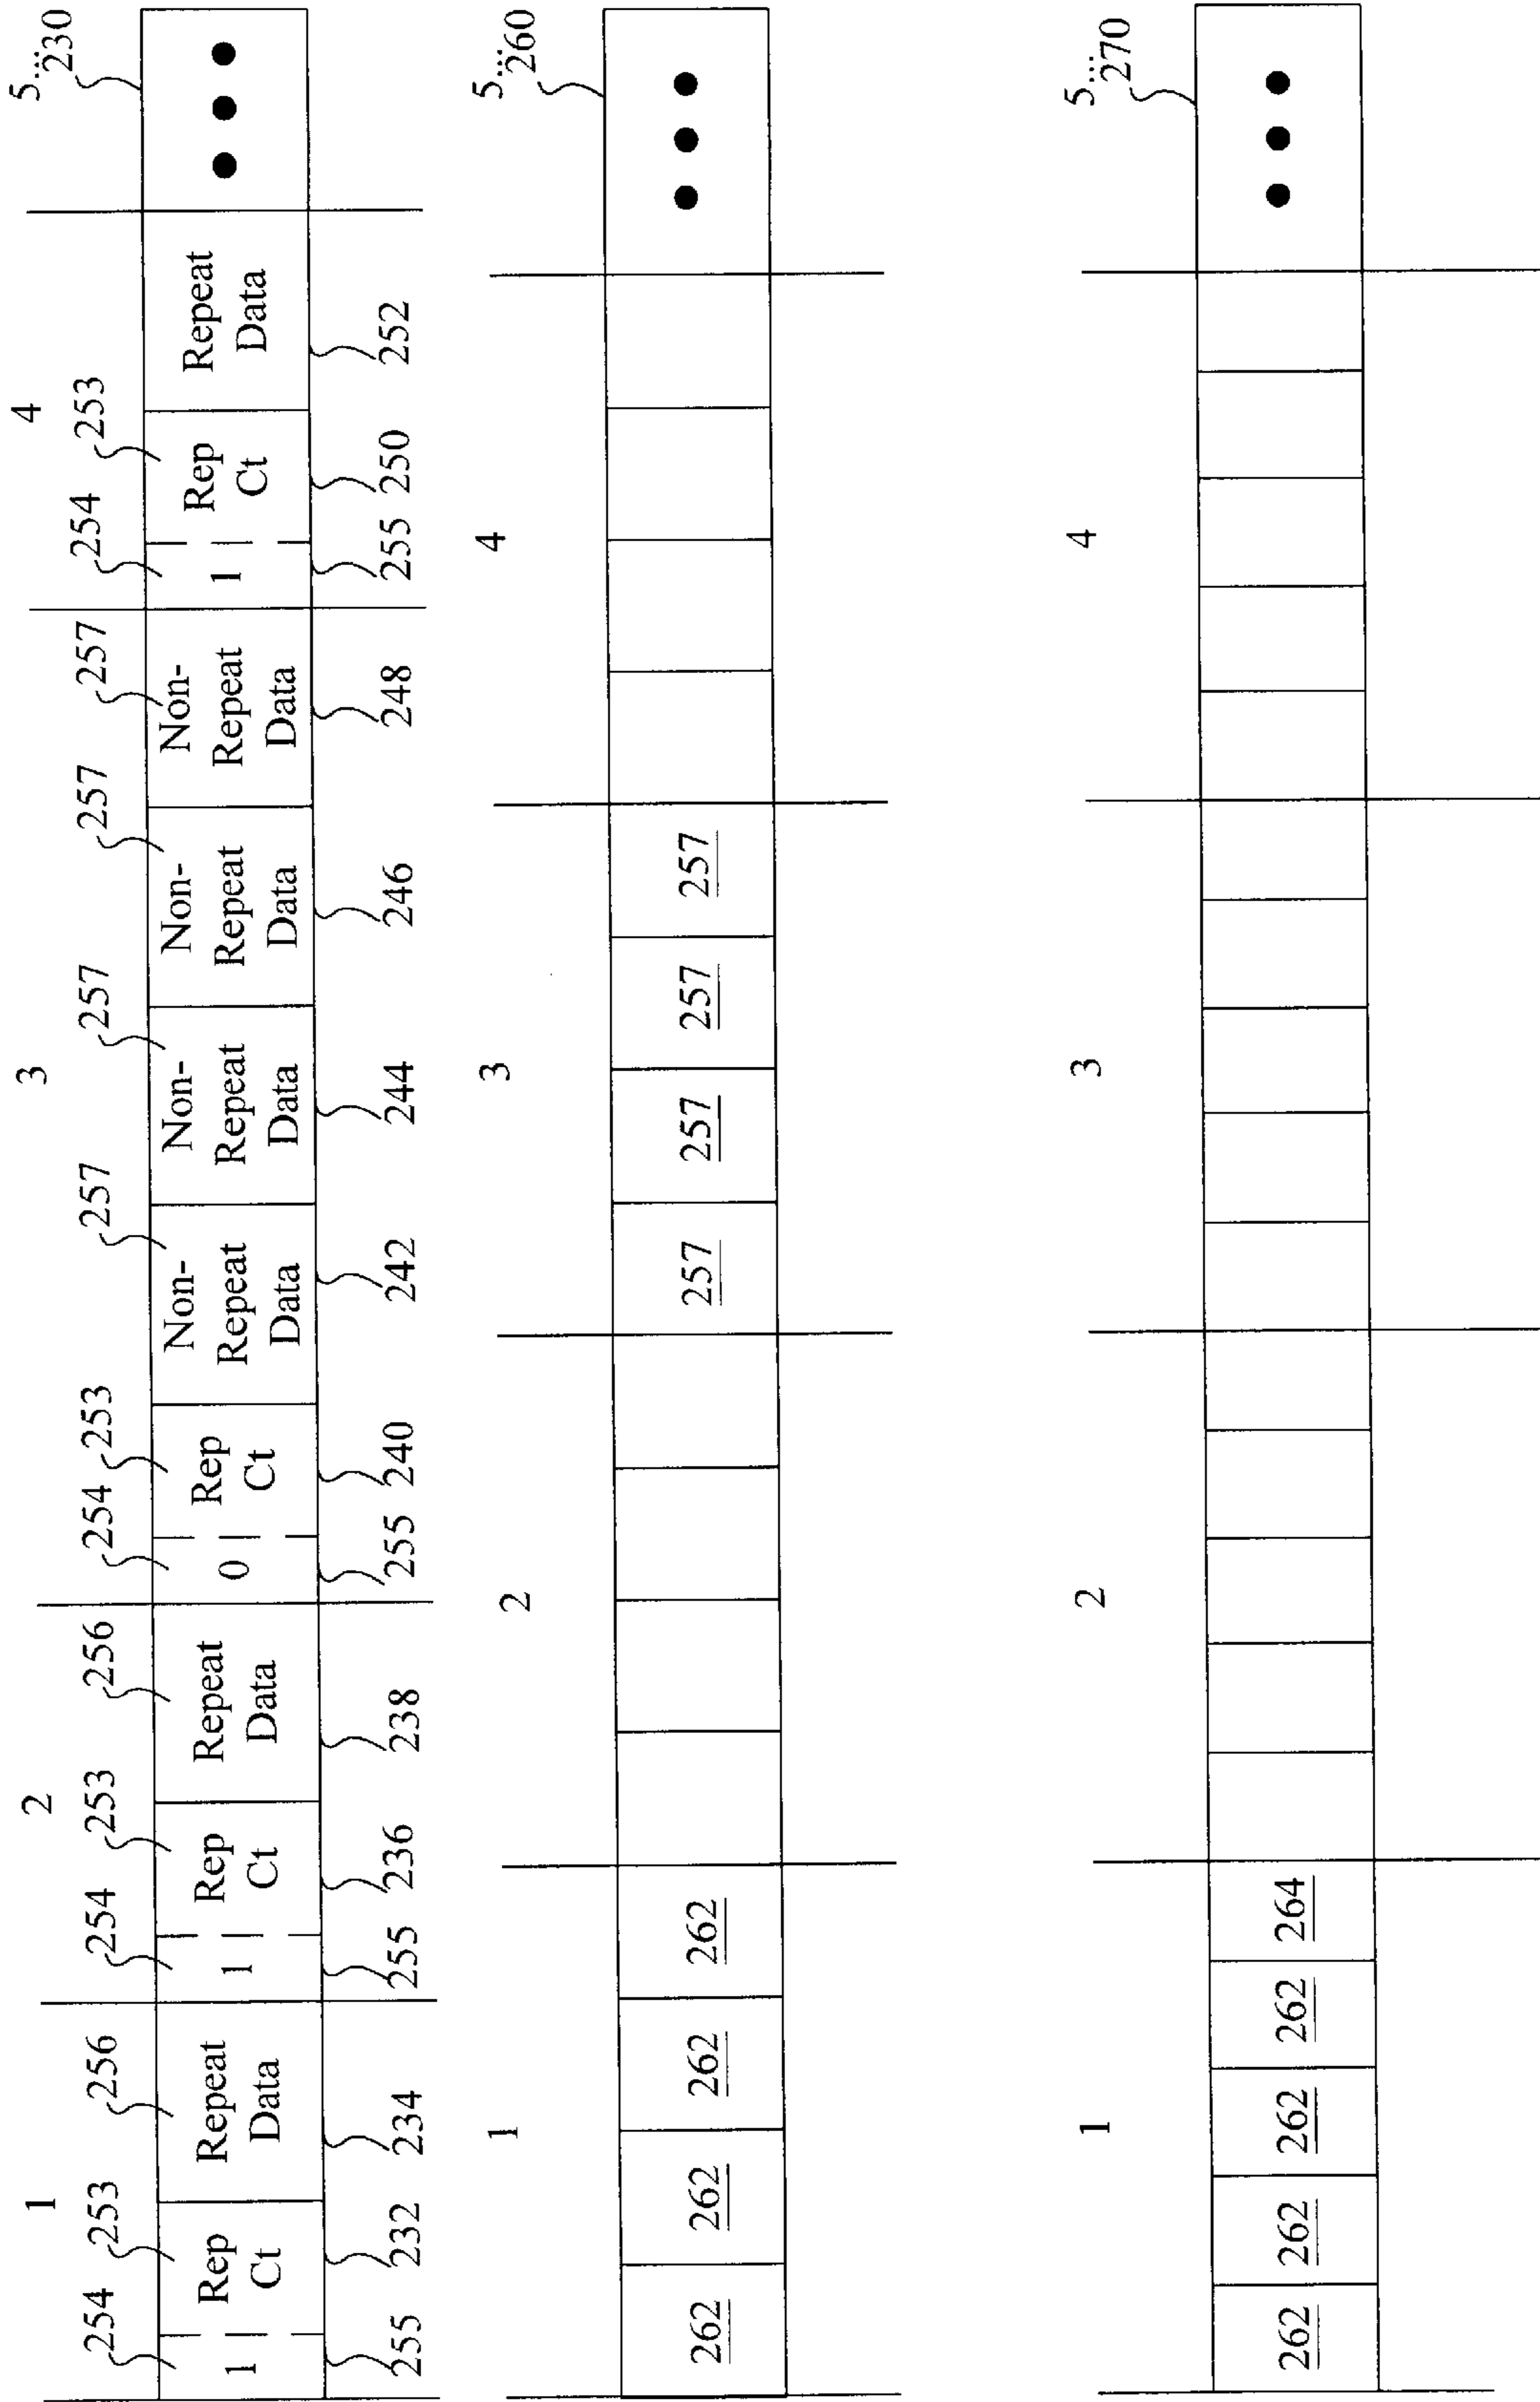 1 2 3 4 5...
254 253 256 254 253 256 254 253 257 257 257 257 254 253 230
Non- Non- Non- Non-
1 Rep Repeat 1 Rep Repeat 0 Rep Repeat Repeat Repeat Repeat 1 Rep Repeat
Ct Data Ct Data Ct Data Data Data Data Ct Data
255 232 234 255 236 238 255 240 242 244 246 248 255 250 252
1 2 3 4 5...
260
262 262 262 262 257 257 257 257
1 2 3 4 5...
270
262 262 262 262 264